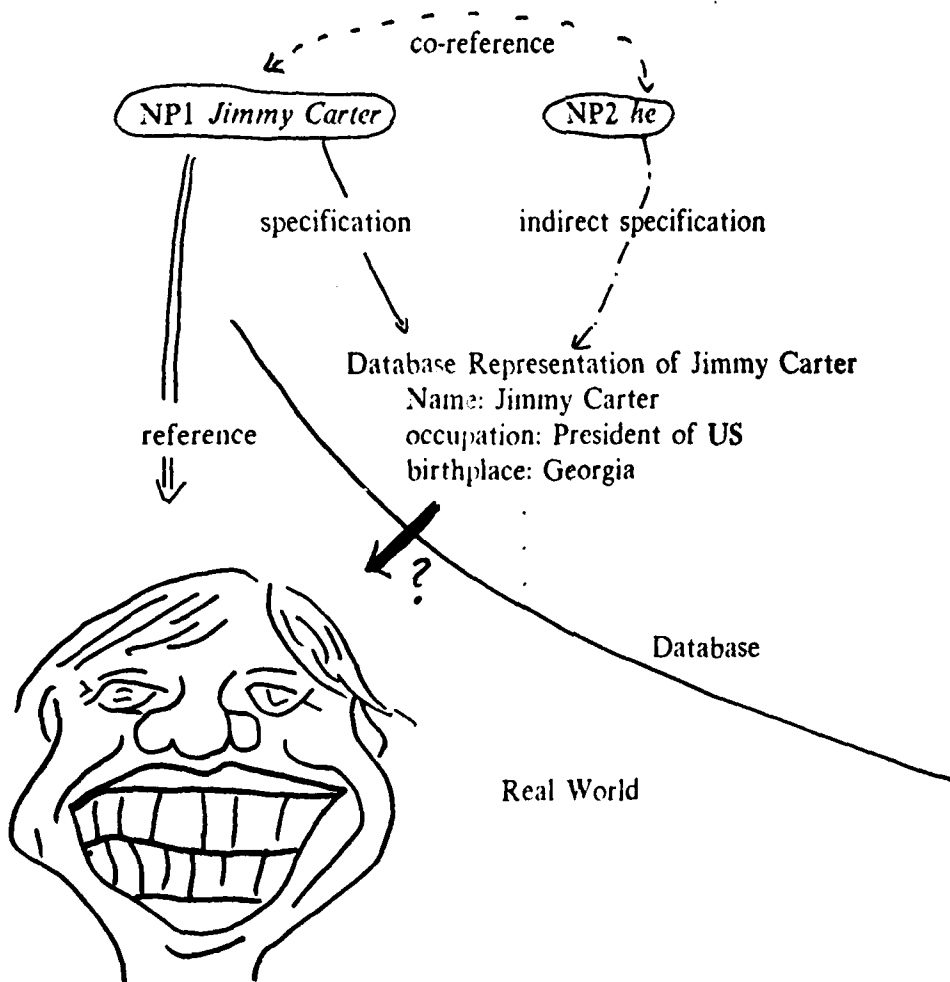 co-reference
NP1 Jimmy Carter
NP2 he
specification
indirect specification
Database Representation of Jimmy Carter
Name: Jimmy Carter
occupation: President of US
birthplace: Georgia
reference
?
Database
Real World